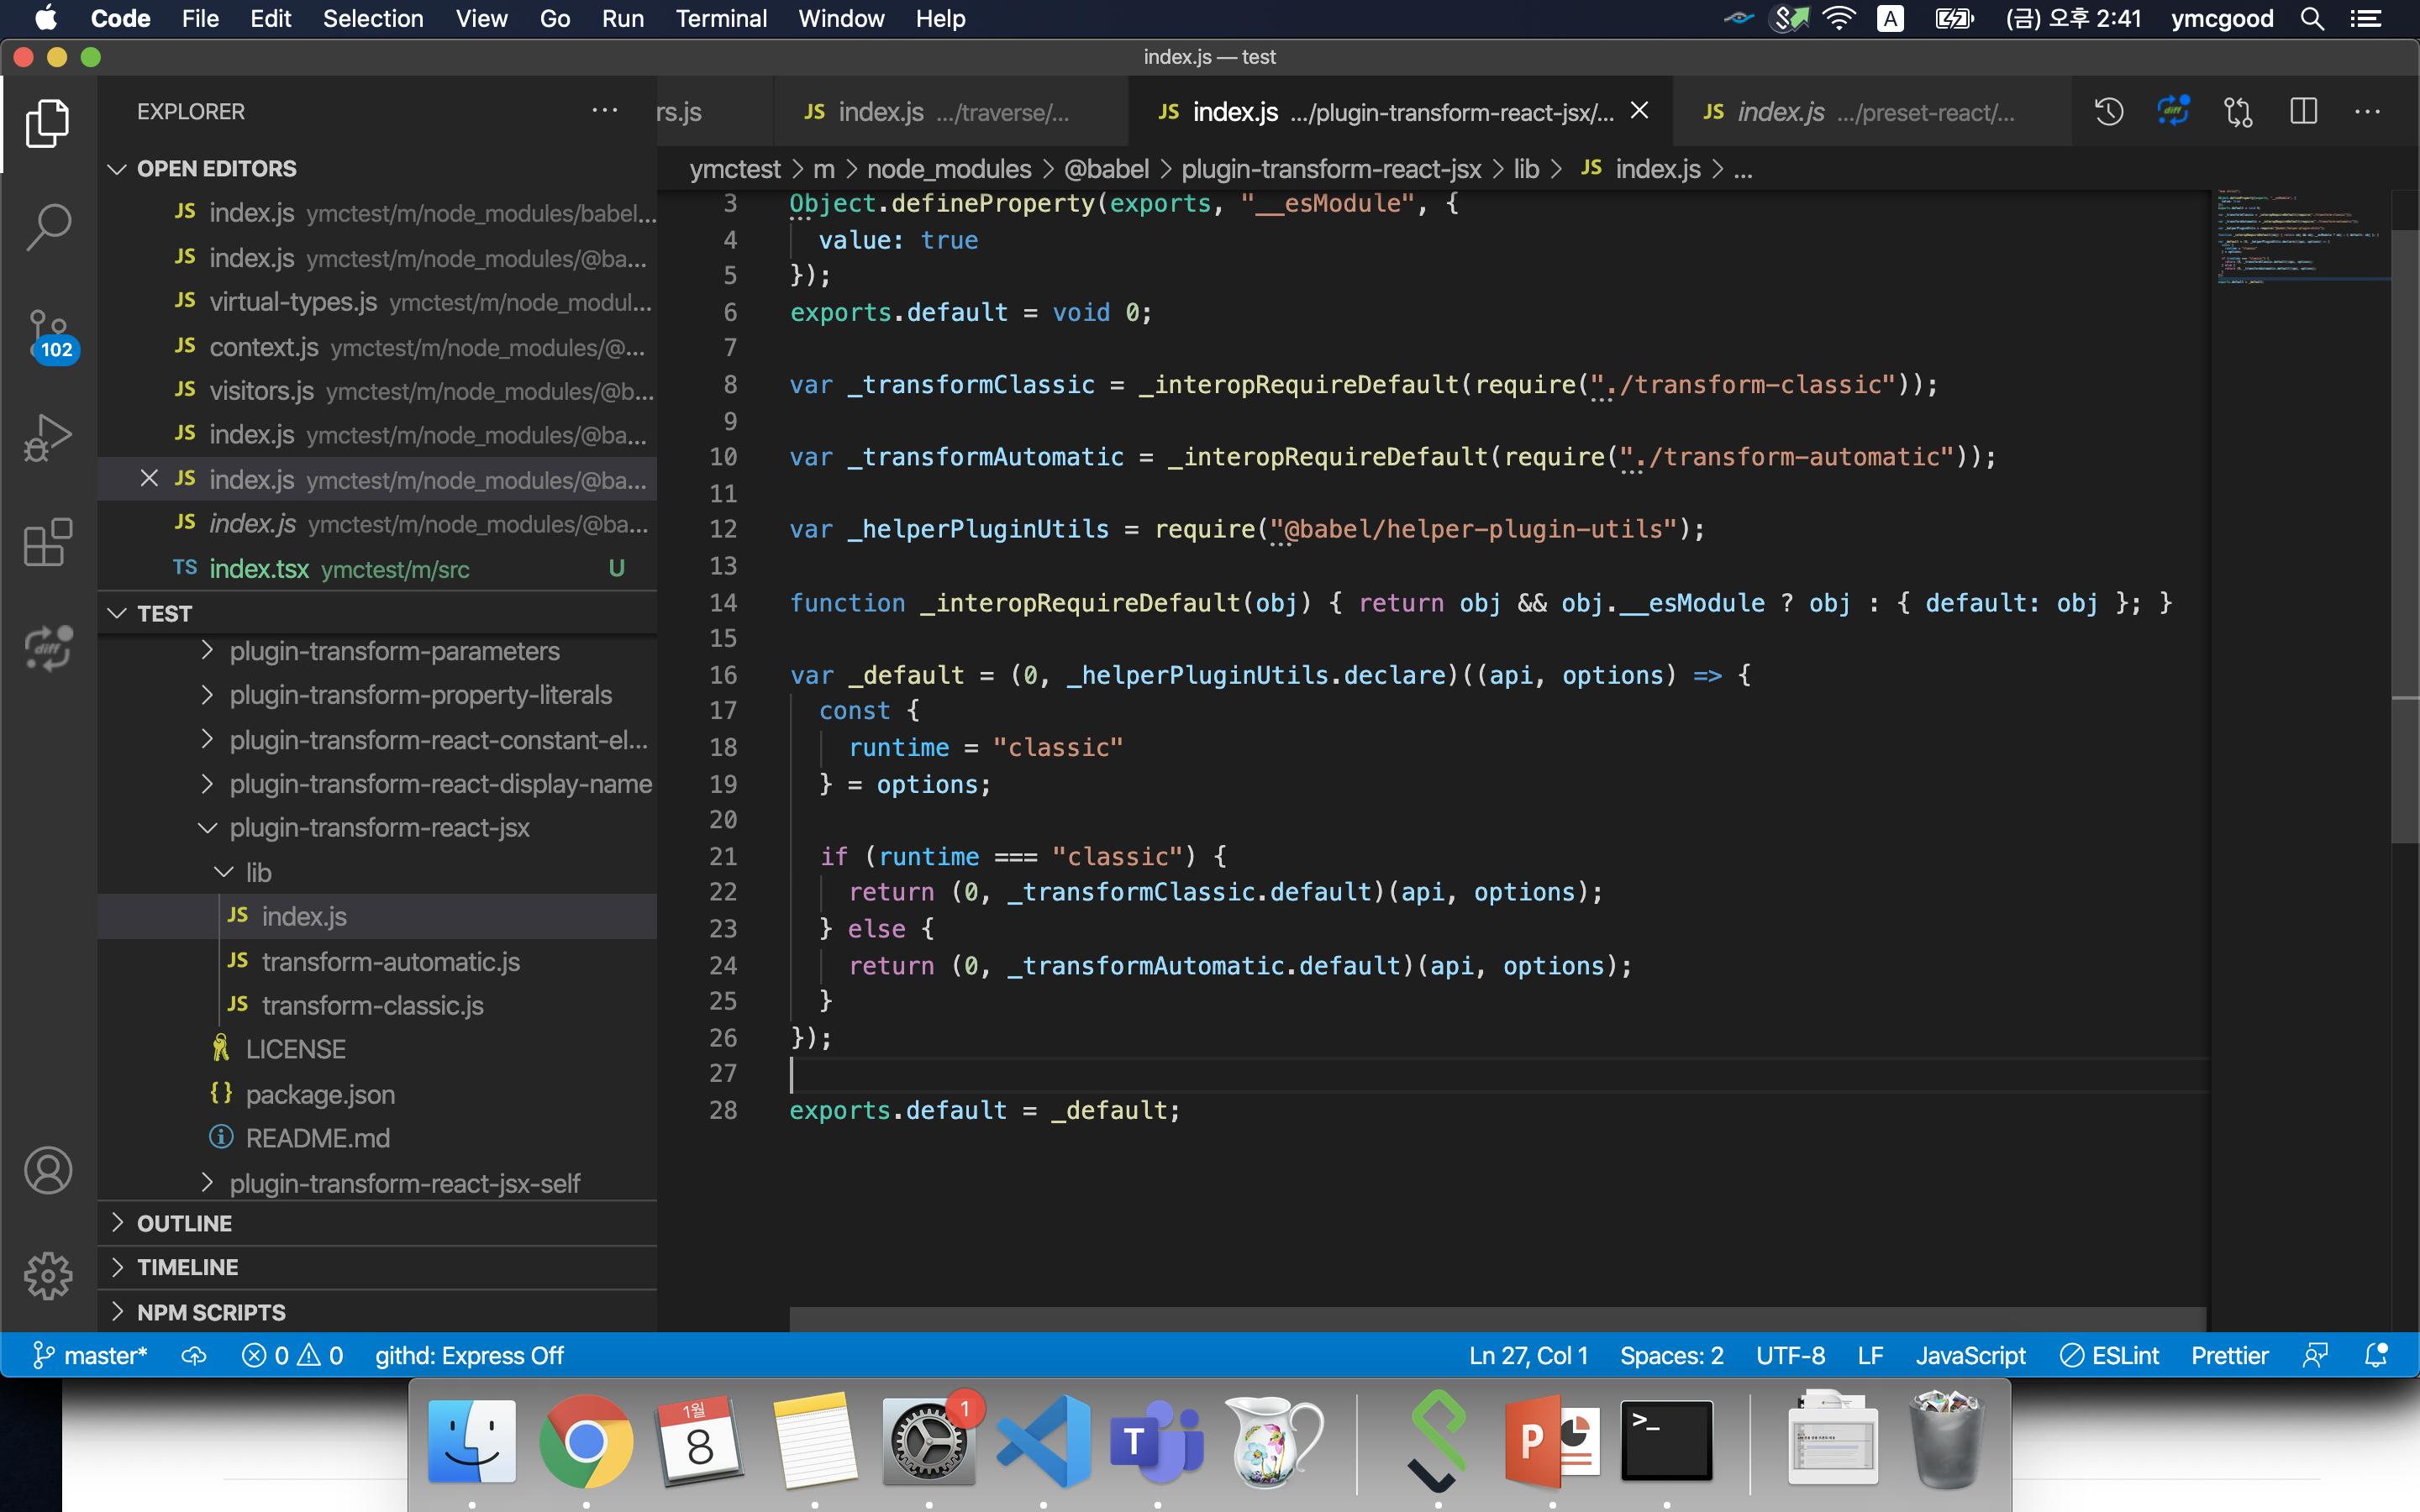 Code File Edit Selection View Go Run Terminal Window Help A (금) 오후 2:41 ymcgood
index.js — test
EXPLORER ···
rs.js
JS index.js .../traverse/...
JS index.js .../plugin-transform-react-jsx/...
JS index.js .../preset-react/...
diff
ymctest > m > node_modules > @babel > plugin-transform-react-jsx > lib > JS index.js > ...
OPEN EDITORS
JS index.js ymctest/m/node_modules/babel...
JS index.js ymctest/m/node_modules/@ba...
JS virtual-types.js ymctest/m/node_modul...
JS context.js ymctest/m/node_modules/@...
JS visitors.js ymctest/m/node_modules/@b...
JS index.js ymctest/m/node_modules/@ba...
JS index.js ymctest/m/node_modules/@ba...
JS index.js ymctest/m/node_modules/@ba...
TS index.tsx ymctest/m/src U
102
diff
TEST
plugin-transform-parameters
plugin-transform-property-literals
plugin-transform-react-constant-el...
plugin-transform-react-display-name
plugin-transform-react-jsx
lib
JS index.js
JS transform-automatic.js
JS transform-classic.js
LICENSE
{} package.json
README.md
plugin-transform-react-jsx-self
OUTLINE
TIMELINE
NPM SCRIPTS
3 Object.defineProperty(exports, "__esModule", {
4   value: true
5 });
6 exports.default = void 0;
7
8 var _transformClassic = _interopRequireDefault(require("./transform-classic"));
9
10 var _transformAutomatic = _interopRequireDefault(require("./transform-automatic"));
11
12 var _helperPluginUtils = require("@babel/helper-plugin-utils");
13
14 function _interopRequireDefault(obj) { return obj && obj.__esModule ? obj : { default: obj }; }
15
16 var _default = (0, _helperPluginUtils.declare)((api, options) => {
17   const {
18     runtime = "classic"
19   } = options;
20
21   if (runtime === "classic") {
22     return (0, _transformClassic.default)(api, options);
23   } else {
24     return (0, _transformAutomatic.default)(api, options);
25   }
26 });
27
28 exports.default = _default;
master* 0 0 githd: Express Off Ln 27, Col 1 Spaces: 2 UTF-8 LF JavaScript ESLint Prettier
1월
8
1
T
P
>_